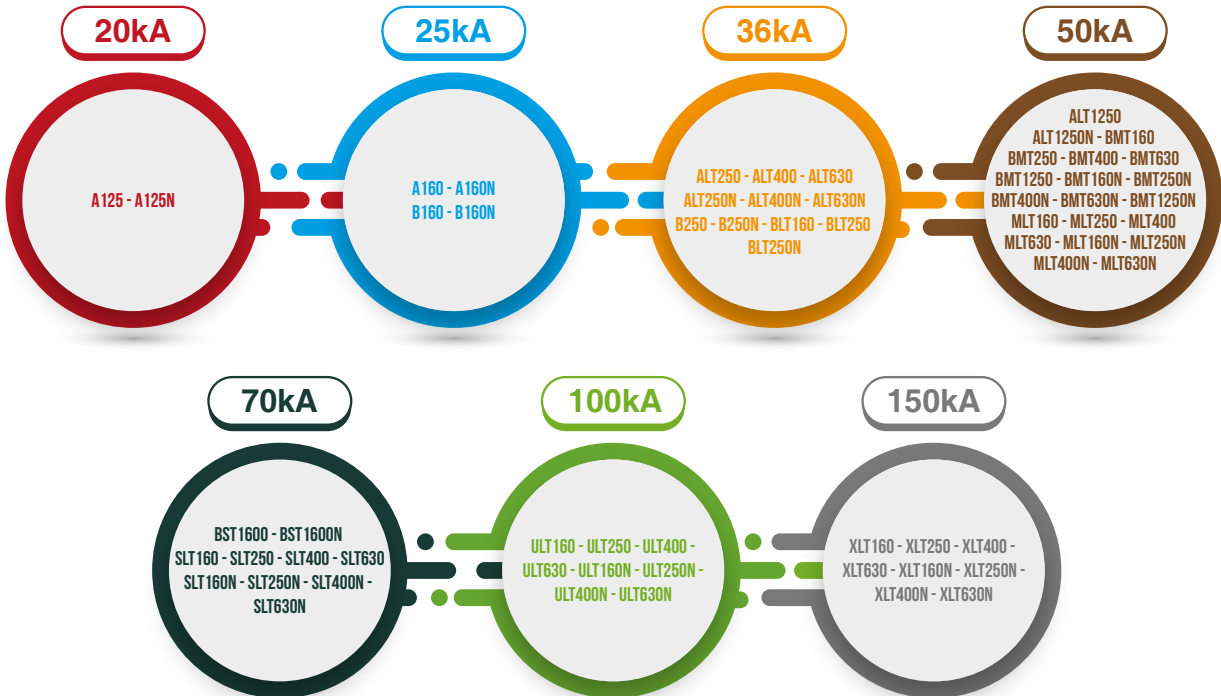 20kA
25kA
36kA
50kA
A125 - A125N
A160 - A160N
B160 - B160N
ALT250 - ALT400 - ALT630
ALT250N - ALT400N - ALT630N
B250 - B250N - BLT160 - BLT250
BLT250N
ALT1250
ALT1250N - BMT160
BMT250 - BMT400 - BMT630
BMT1250 - BMT160N - BMT250N
BMT400N - BMT630N - BMT1250N
MLT160 - MLT250 - MLT400
MLT630 - MLT160N - MLT250N
MLT400N - MLT630N
70kA
100kA
150kA
BST1600 - BST1600N
SLT160 - SLT250 - SLT400 - SLT630
SLT160N - SLT250N - SLT400N -
SLT630N
ULT160 - ULT250 - ULT400 -
ULT630 - ULT160N - ULT250N -
ULT400N - ULT630N
XLT160 - XLT250 - XLT400 -
XLT630 - XLT160N - XLT250N -
XLT400N - XLT630N